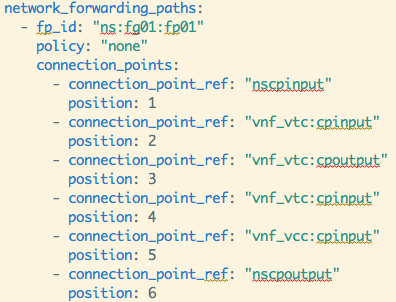 network_forwarding_paths:
- fp_id: "ns:fg01:fp01"
policy: "none"
connection_points:
- connection_point_ref: "nscpinput"
position: 1
- connection_point_ref: "vnf_vtc:cpinput"
position: 2
- connection_point_ref: "vnf_vtc:cpoutput"
position: 3
- connection_point_ref: "vnf_vtc:cpinput"
position: 4
- connection_point_ref: "vnf_vcc:cpinput"
position: 5
- connection_point_ref: "nscpoutput"
position: 6